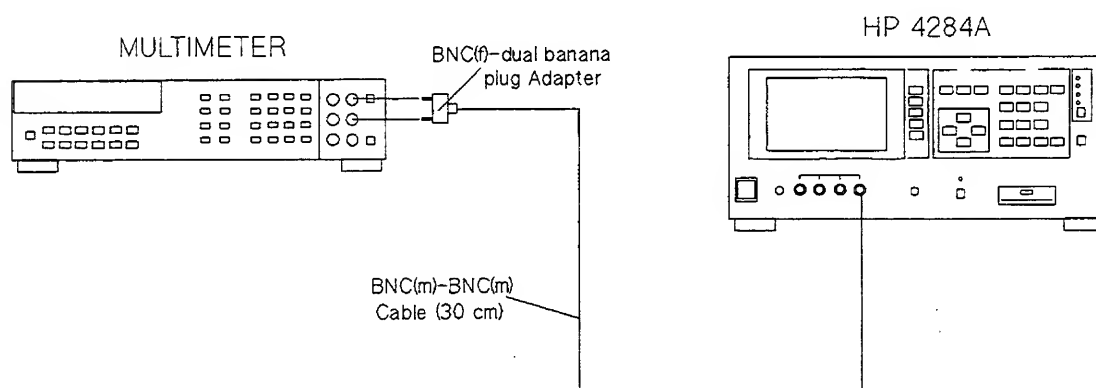 MULTIMETER
BNC(f)-dual banana
plug Adapter
HP 4284A
BNC(m)-BNC(m)
Cable (30 cm)